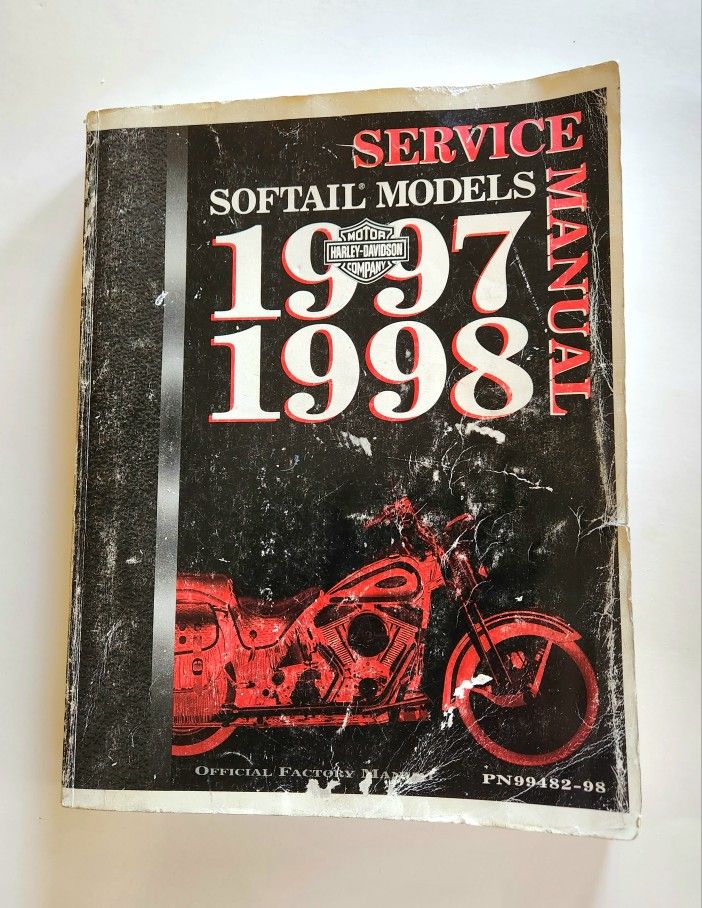 SERVICE
MANUAL
SOFTAIL® MODELS
1997
MOTOR
HARLEY-DAVIDSON
COMPANY
1998
OFFICIAL FACTORY
PN99482-98